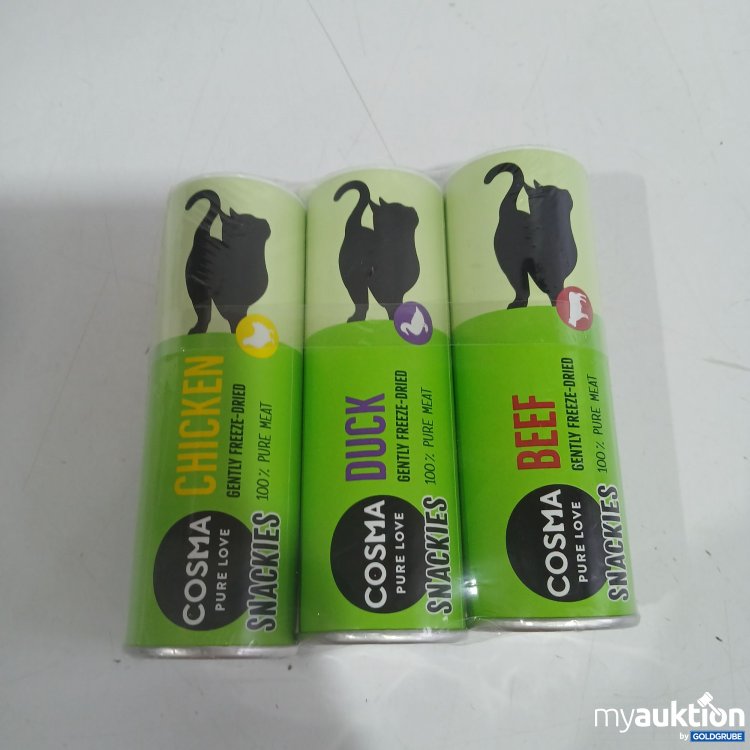 CHICKEN
GENTLY FREEZE-DRIED
100% PURE MEAT
COSMA
PURE LOVE
SNACKIES
DUCK
GENTLY FREEZE-DRIED
100% PURE MEAT
COSMA
PURE LOVE
SNACKIES
BEEF
GENTLY FREEZE-DRIED
100% PURE MEAT
COSMA
PURE LOVE
SNACKIES
myauktion
by GOLDGRUBE